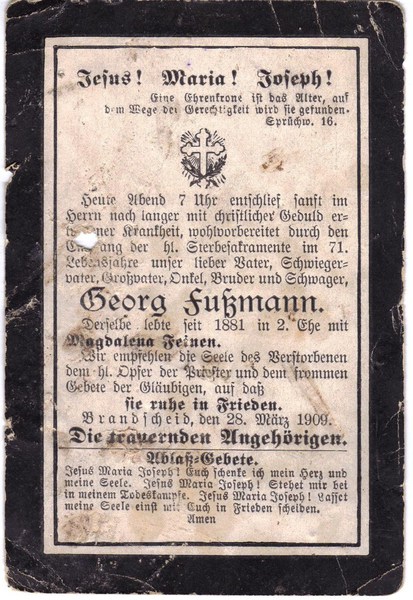 Jesus! Maria! Joseph!
Eine Ehrenkrone ist das Alter, auf
dem Wege der Gerechtigkeit wird sie gefunden.
Sprüchw. 16.
Heute Abend 7 Uhr entschlief sanft im
Herrn nach langer mit christlicher Geduld er-
Krankheit, wohlvorbereitet durch den
der hl. Sterbesakramente im 71.
Lebensjahre unser lieber Vater, Schwieger-
vater, Großvater, Onkel, Bruder und Schwager,
Georg Fußmann.
Derselbe lebte seit 1881 in 2. Ehe mit
Magdalena Feinen.
Wir empfehlen die Seele des Verstorbenen
dem hl. Opfer der Priester und dem frommen
Gebete der Gläubigen, auf daß
sie ruhe in Frieden.
Brandscheid, den 28. März 1909.
Die trauernden Angehörigen.
Ablaß-Gebete.
Jesus Maria Joseph! Euch schenke ich mein Herz und
meine Seele. Jesus Maria Joseph! Stehet mir bei
in meinem Todeskampfe. Jesus Maria Joseph! Lasset
meine Seele einst mit Euch in Frieden scheiden.
Amen